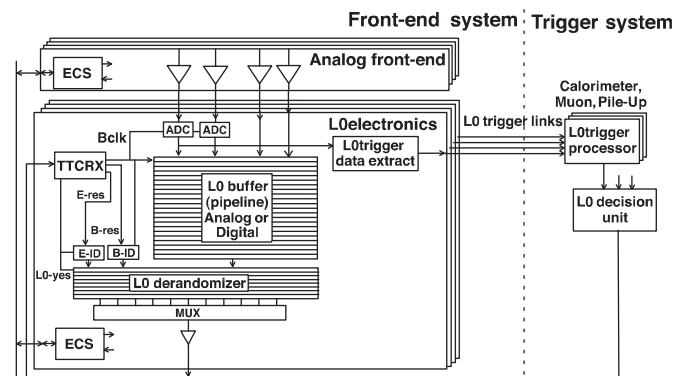 Front-end system
Trigger system
Analog front-end
ECS
Calorimeter,
Muon, Pile-Up
L0 trigger links
L0electronics
Bclk
ADC
ADC
L0trigger
data extract
L0trigger
processor
TTCRX
L0 buffer
(pipeline)
Analog or
Digital
E-res
B-res
L0 decision
unit
E-ID
B-ID
L0-yes
L0 derandomizer
MUX
ECS